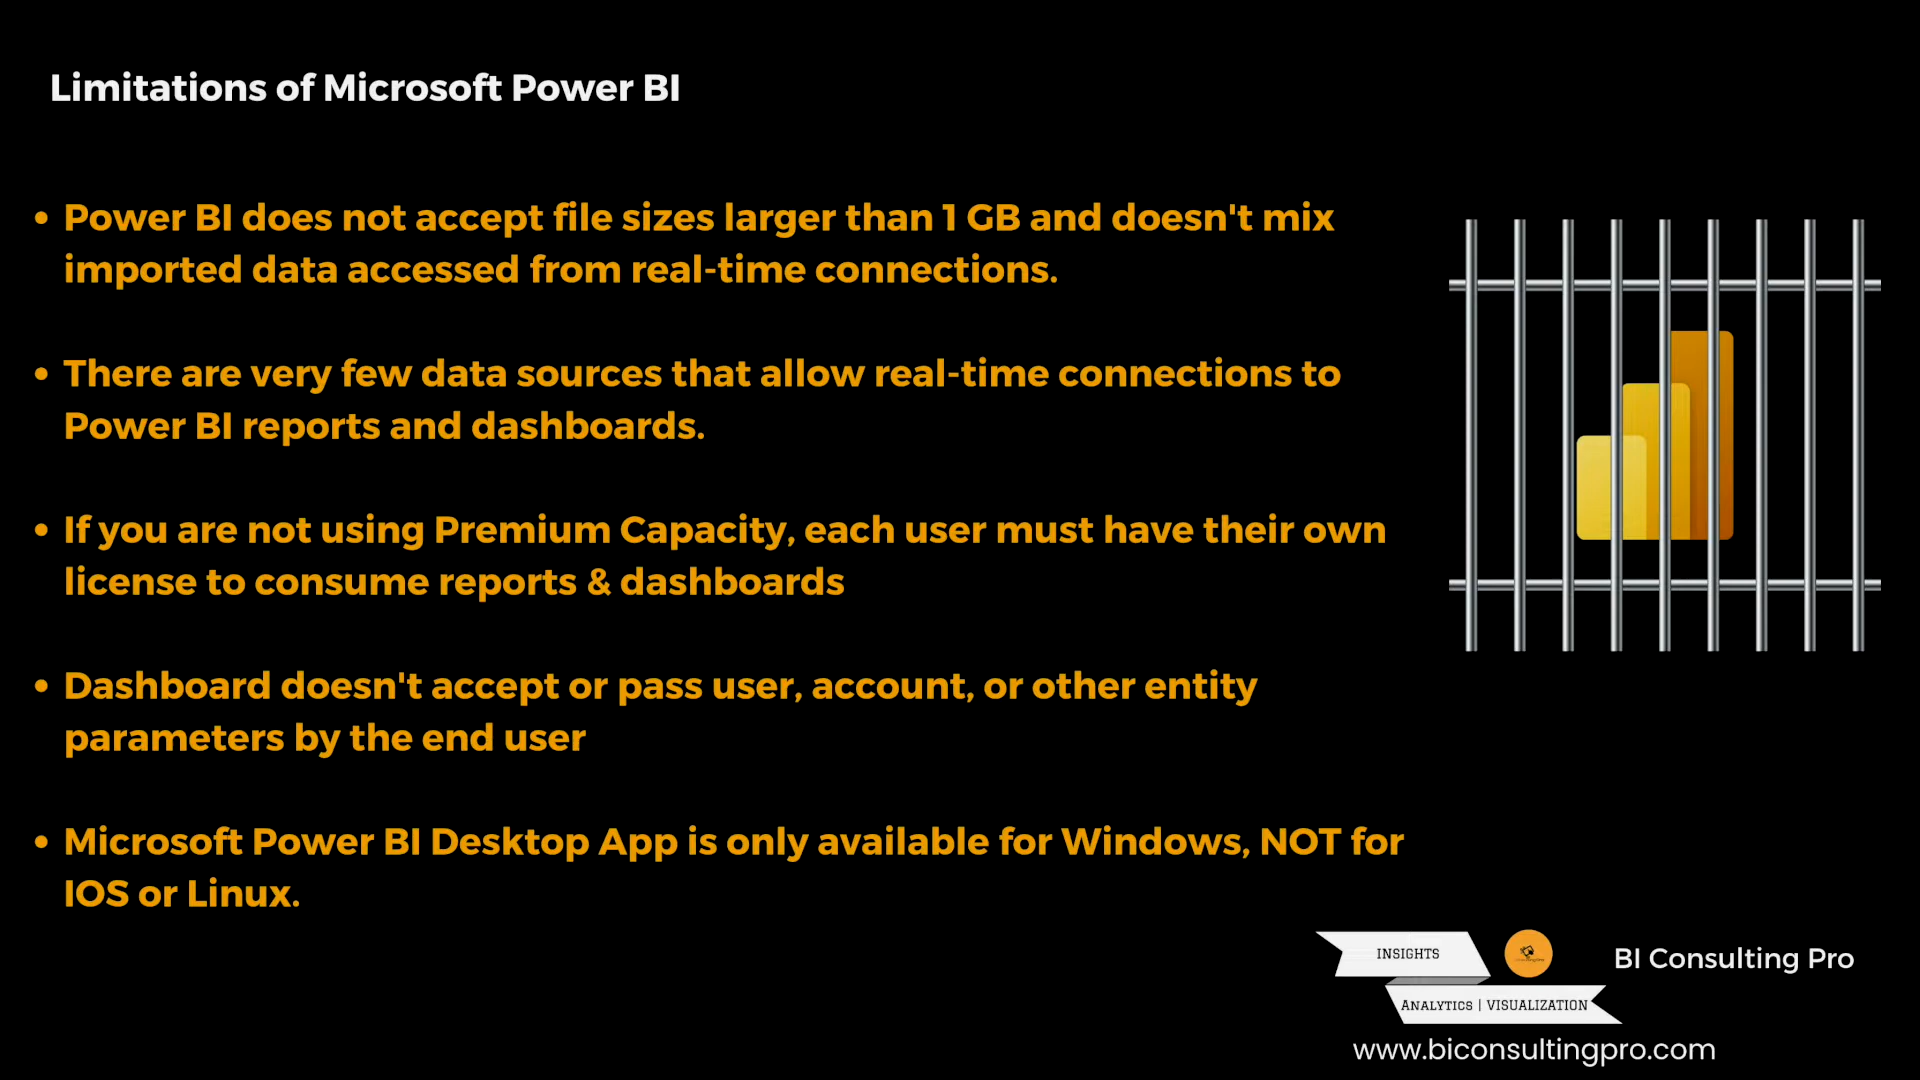 Limitations of Microsoft Power BI
• Power BI does not accept file sizes larger than 1 GB and doesn't mix
imported data accessed from real-time connections.
• There are very few data sources that allow real-time connections to
Power BI reports and dashboards.
• If you are not using Premium Capacity, each user must have their own
license to consume reports & dashboards
• Dashboard doesn't accept or pass user, account, or other entity
parameters by the end user
• Microsoft Power BI Desktop App is only available for Windows, NOT for
IOS or Linux.
INSIGHTS
ANALYTICS | VISUALIZATION
BI Consulting Pro
www.biconsultingpro.com